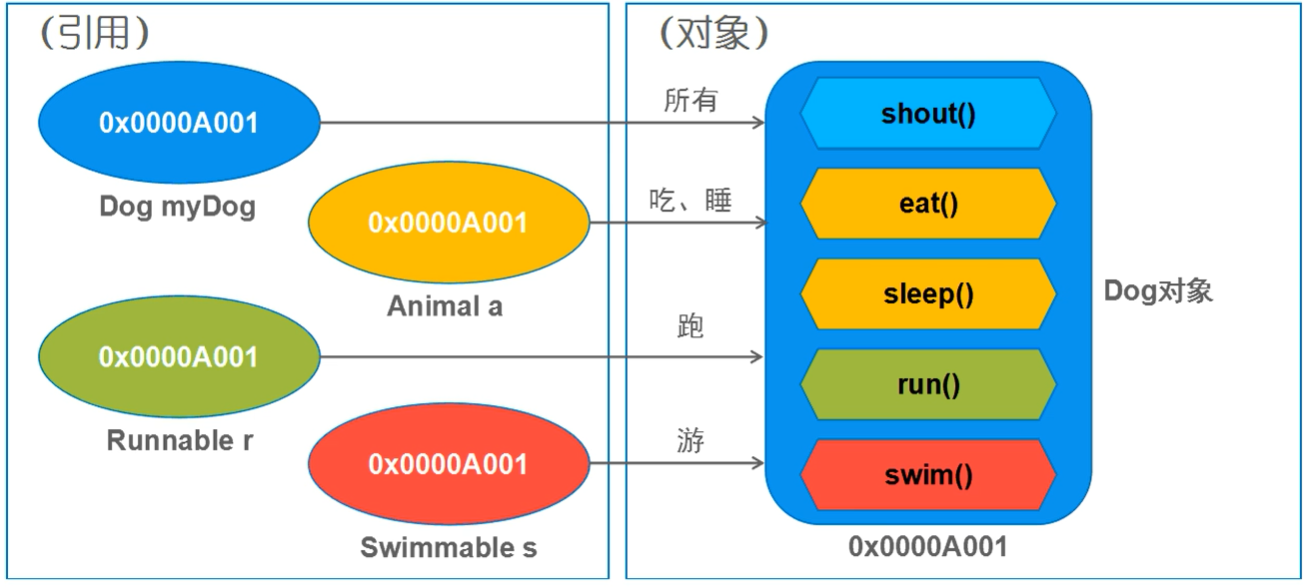 (引用)
0x0000A001
Dog myDog
0x0000A001
Animal a
0x0000A001
Runnable r
0x0000A001
Swimmable s
(对象)
所有
吃、睡
跑
游
shout()
eat()
sleep()
run()
swim()
Dog对象
0x0000A001